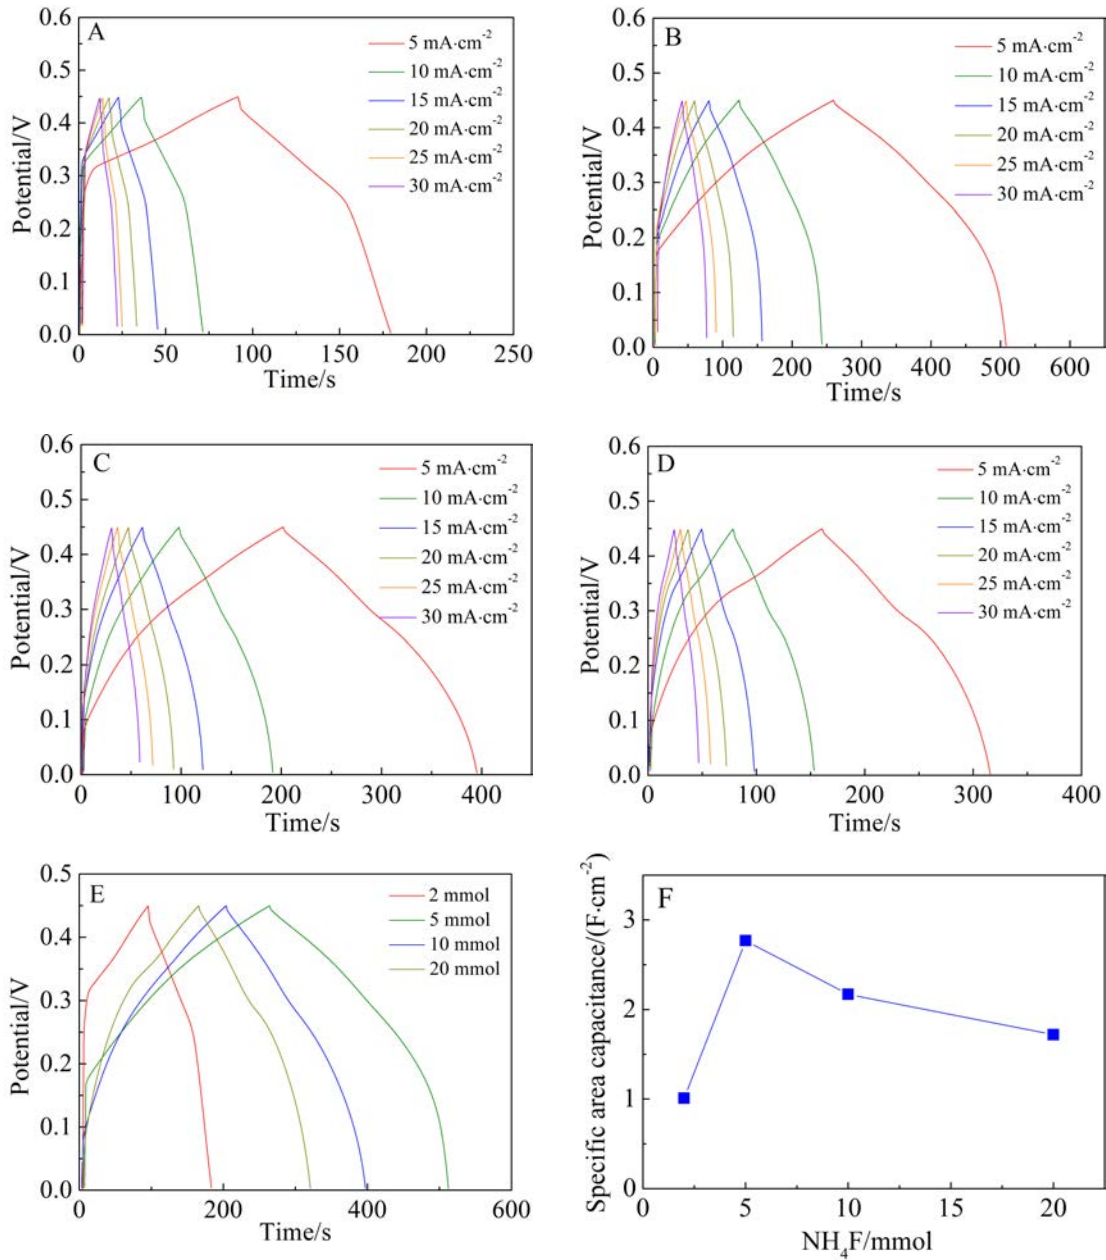 A
5 mA·cm⁻²
10 mA·cm⁻²
15 mA·cm⁻²
20 mA·cm⁻²
25 mA·cm⁻²
30 mA·cm⁻²
Potential/V
0.6
0.5
0.4
0.3
0.2
0.1
0.0
0 50 100 150 200 250
Time/s
B
5 mA·cm⁻²
10 mA·cm⁻²
15 mA·cm⁻²
20 mA·cm⁻²
25 mA·cm⁻²
30 mA·cm⁻²
Potential/V
0.6
0.5
0.4
0.3
0.2
0.1
0.0
0 100 200 300 400 500 600
Time/s
C
5 mA·cm⁻²
10 mA·cm⁻²
15 mA·cm⁻²
20 mA·cm⁻²
25 mA·cm⁻²
30 mA·cm⁻²
Potential/V
0.6
0.5
0.4
0.3
0.2
0.1
0.0
0 100 200 300 400
Time/s
D
5 mA·cm⁻²
10 mA·cm⁻²
15 mA·cm⁻²
20 mA·cm⁻²
25 mA·cm⁻²
30 mA·cm⁻²
Potential/V
0.6
0.5
0.4
0.3
0.2
0.1
0.0
0 100 200 300 400
Time/s
E
2 mmol
5 mmol
10 mmol
20 mmol
Potential/V
0.5
0.4
0.3
0.2
0.1
0.0
0 200 400 600
Time/s
F
Specific area capacitance/(F·cm⁻²)
3
2
1
0
0 5 10 15 20
NH₄F/mmol